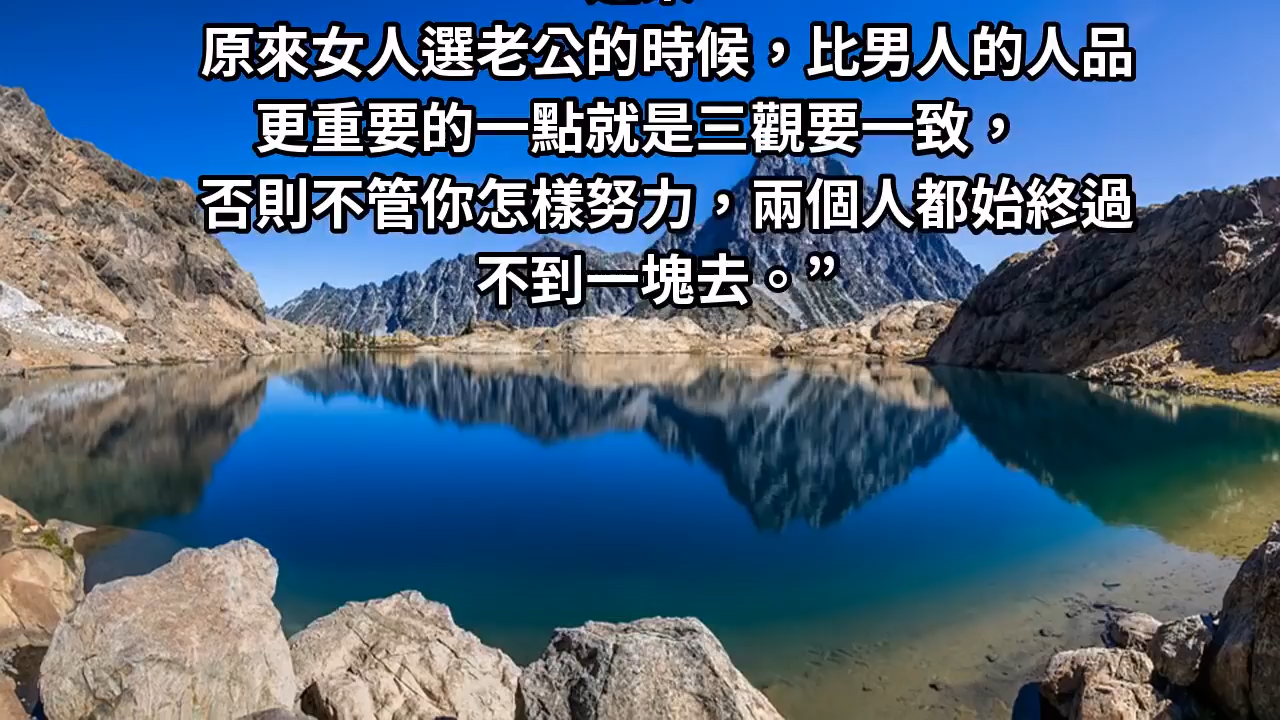 原來女人選老公的時候，比男人的人品
更重要的一點就是三觀要一致，
否則不管你怎樣努力，兩個人都始終過
不到一塊去。”